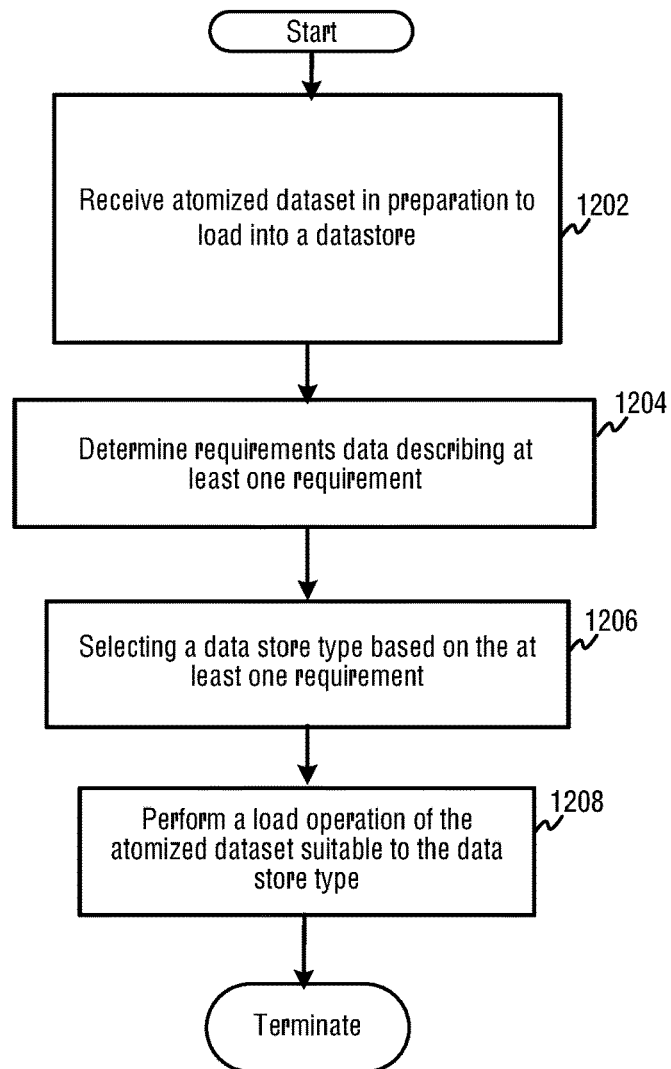 Start
Receive atomized dataset in preparation to
load into a datastore
1202
Determine requirements data describing at
least one requirement
1204
Selecting a data store type based on the at
least one requirement
1206
Perform a load operation of the
atomized dataset suitable to the data
store type
1208
Terminate